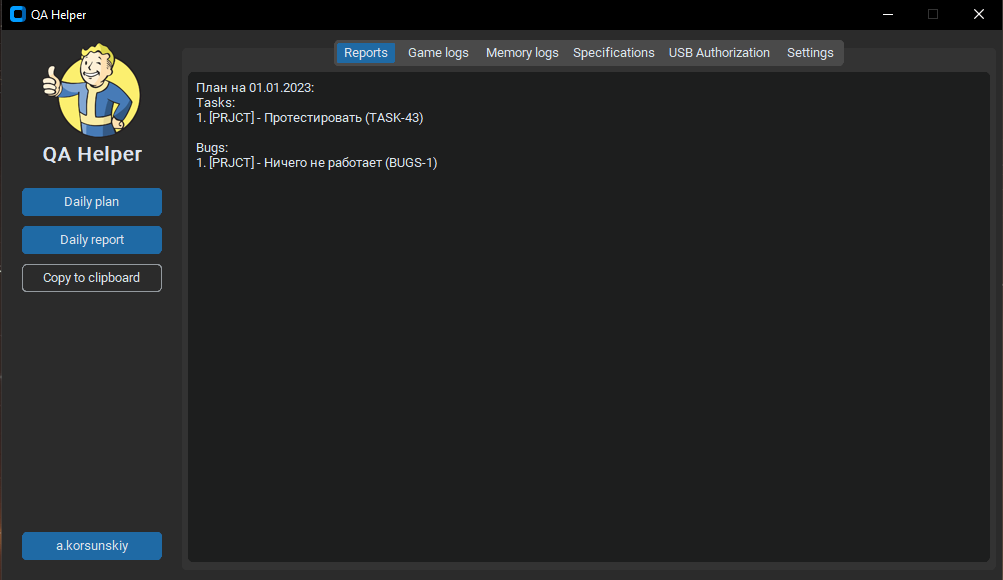 QA Helper
Reports Game logs Memory logs Specifications USB Authorization Settings
QA Helper
Daily plan
Daily report
Copy to clipboard
a.korsunskiy
План на 01.01.2023:
Tasks:
1. [PRJCT] - Протестировать (TASK-43)
Bugs:
1. [PRJCT] - Ничего не работает (BUGS-1)